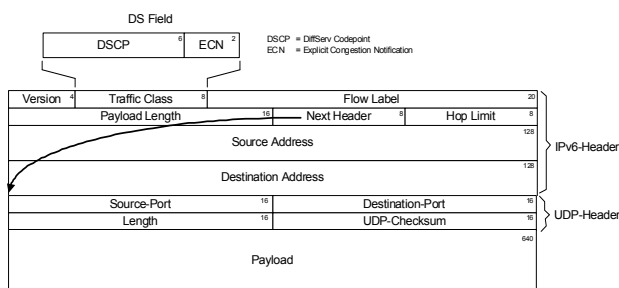 DS Field
DSCP 6 ECN 2
DSCP = DiffServ Codepoint
ECN = Explicit Congestion Notification
Version 4 Traffic Class 8 Flow Label 20
Payload Length 16 Next Header 8 Hop Limit 8
Source Address 128
IPv6-Header
Destination Address 128
Source-Port 16 Destination-Port 16
UDP-Header
Length 16 UDP-Checksum 16
Payload 640